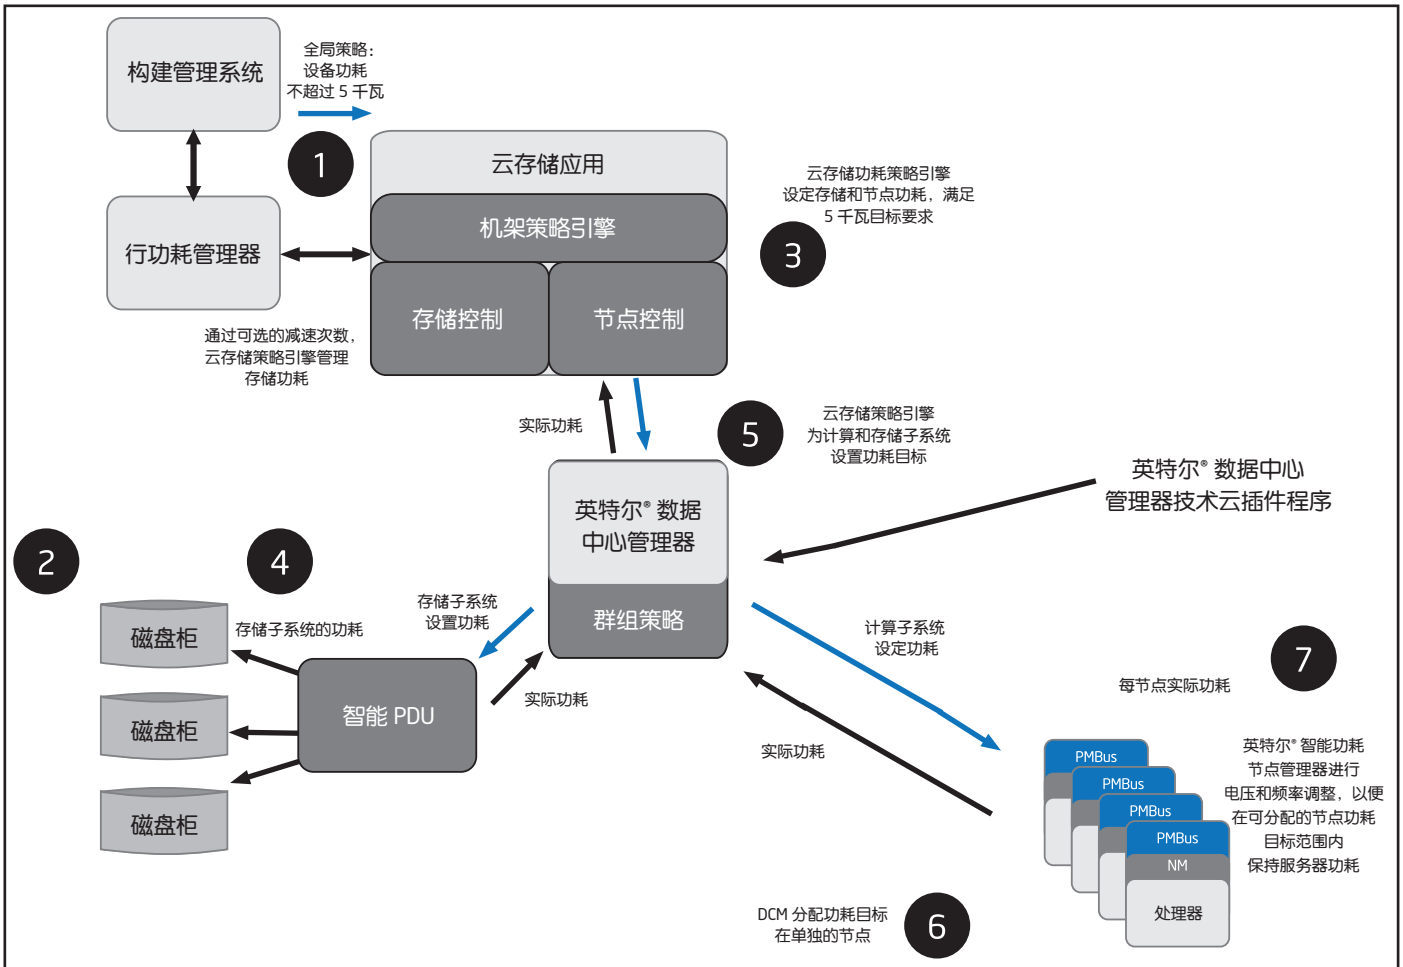 构建管理系统
全局策略：
设备功耗
不超过 5 千瓦
1
云存储应用
机架策略引擎
存储控制
节点控制
行功耗管理器
云存储功耗策略引擎
设定存储和节点功耗，满足
5 千瓦目标要求
3
通过可选的减速次数，
云存储策略引擎管理
存储功耗
实际功耗
5
云存储策略引擎
为计算和存储子系统
设置功耗目标
英特尔® 数据中心
管理器技术云插件程序
英特尔® 数据
中心管理器
群组策略
2
4
磁盘柜
存储子系统的功耗
存储子系统
设置功耗
磁盘柜
智能 PDU
实际功耗
磁盘柜
计算子系统
设定功耗
实际功耗
7
每节点实际功耗
PMBus
PMBus
PMBus
PMBus
NM
处理器
英特尔® 智能功耗
节点管理器进行
电压和频率调整，以便
在可分配的节点功耗
目标范围内
保持服务器功耗
DCM 分配功耗目标
在单独的节点
6